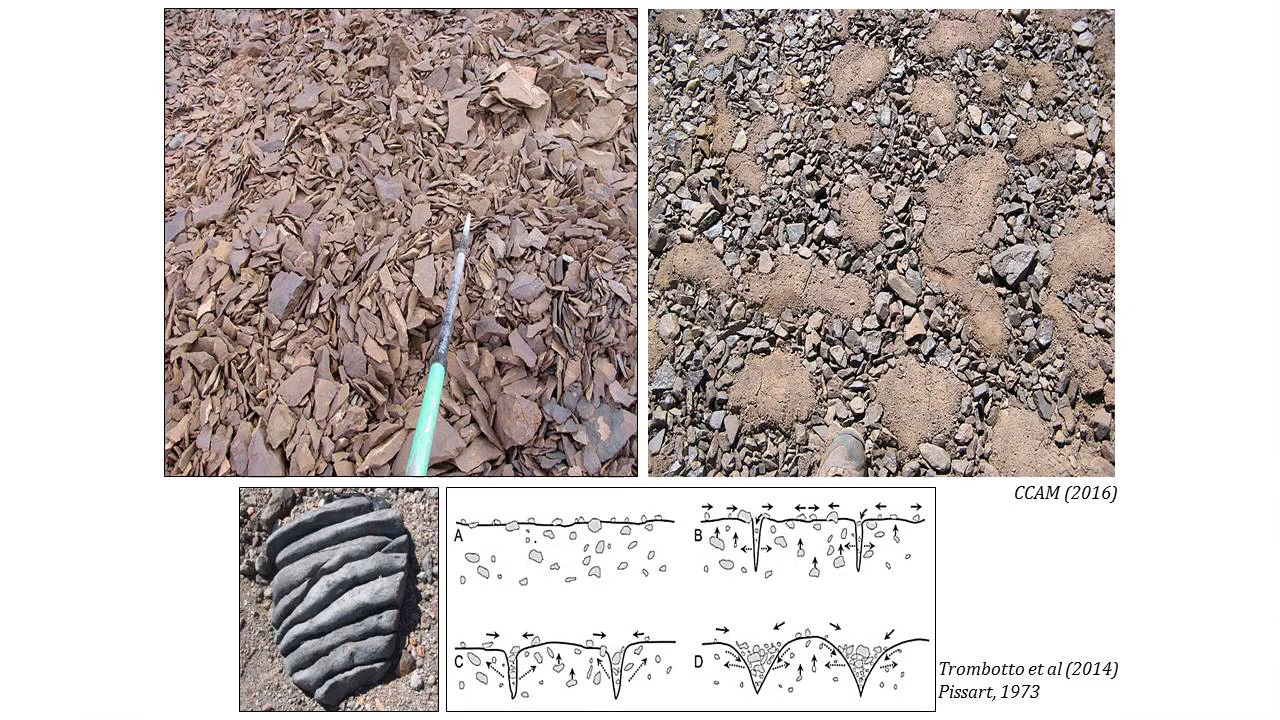 CCAM (2016)
A
B
C
D
Trombotto et al (2014)
Pissart, 1973